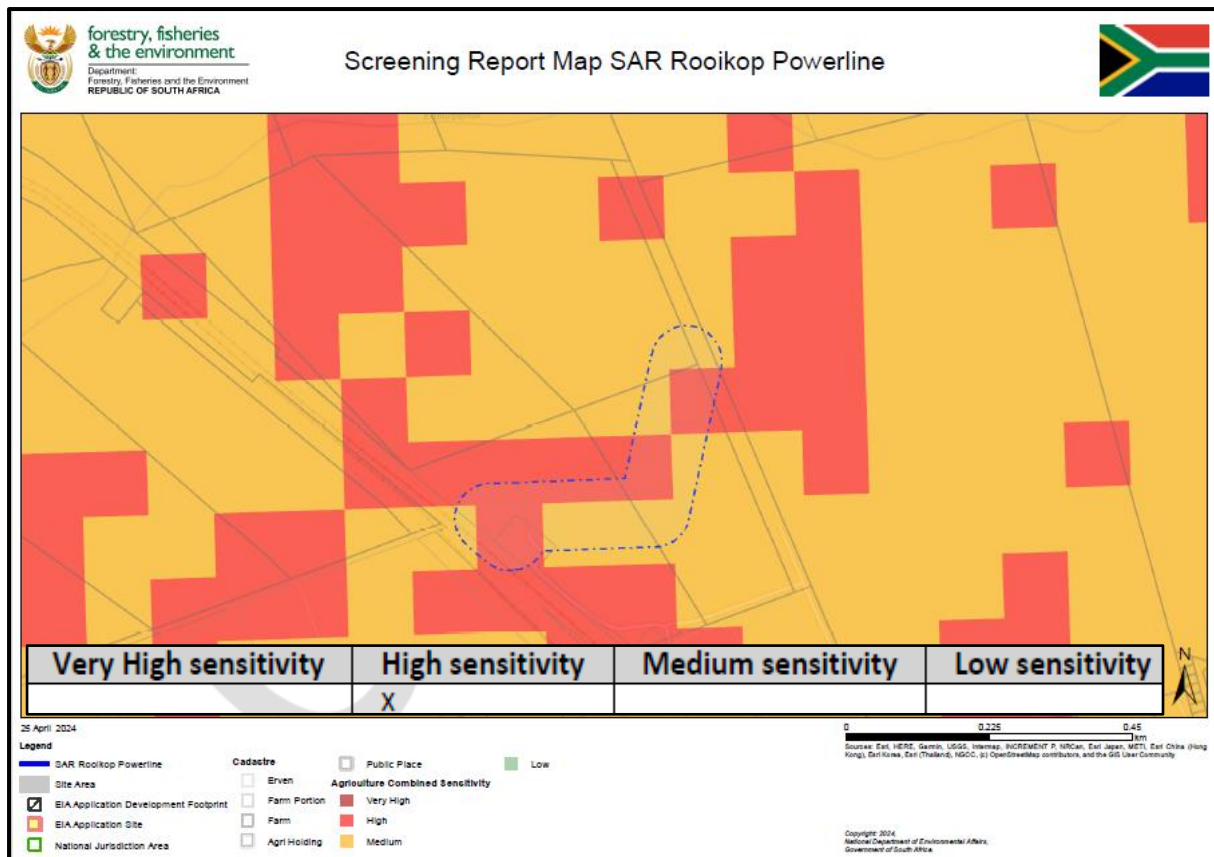 forestry, fisheries
& the environment
Department:
Forestry, Fisheries and the Environment
REPUBLIC OF SOUTH AFRICA
Screening Report Map SAR Rooikop Powerline
Very High sensitivity High sensitivity Medium sensitivity Low sensitivity
X
N
25 April 2024
Legend
SAR Rooikop Powerline
Site Area
EIA Application Development Footprint
EIA Application Site
National Jurisdiction Area
Cadastre
Erven
Farm Portion
Farm
Agri Holding
Public Place
Agriculture Combined Sensitivity
Very High
High
Medium
Low
0 0.225 0.45
km
Sources: Esri, HERE, Garmin, USGS, Intermap, INCREMENT P, NRCan, Esri Japan, METI, Esri China (Hong
Kong), Esri Korea, Esri (Thailand), NGCC, (c) OpenStreetMap contributors, and the GIS User Community
Copyright: 2024,
National Department of Environmental Affairs,
Government of South Africa